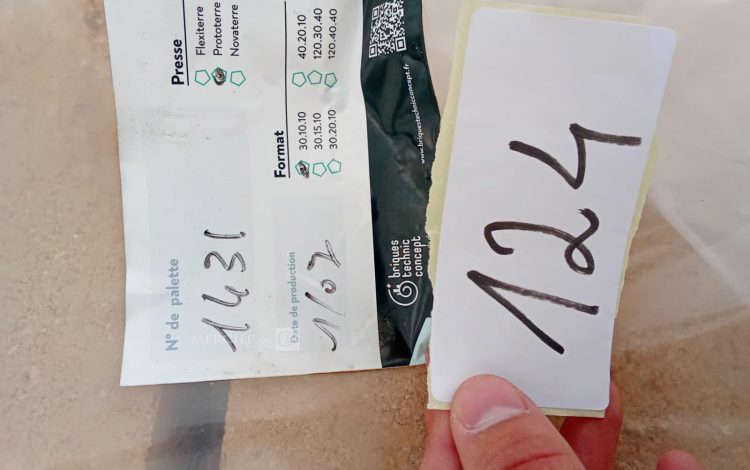 Presse
Flexiterre
Prototerre
Novaterre
Format
30.10.10
40.20.10
30.15.10
120.30.40
30.20.10
120.40.40
N° de palette
1431
Date de production
1/07
briques
technic
concept
www.briquestechnicconcept.fr
124